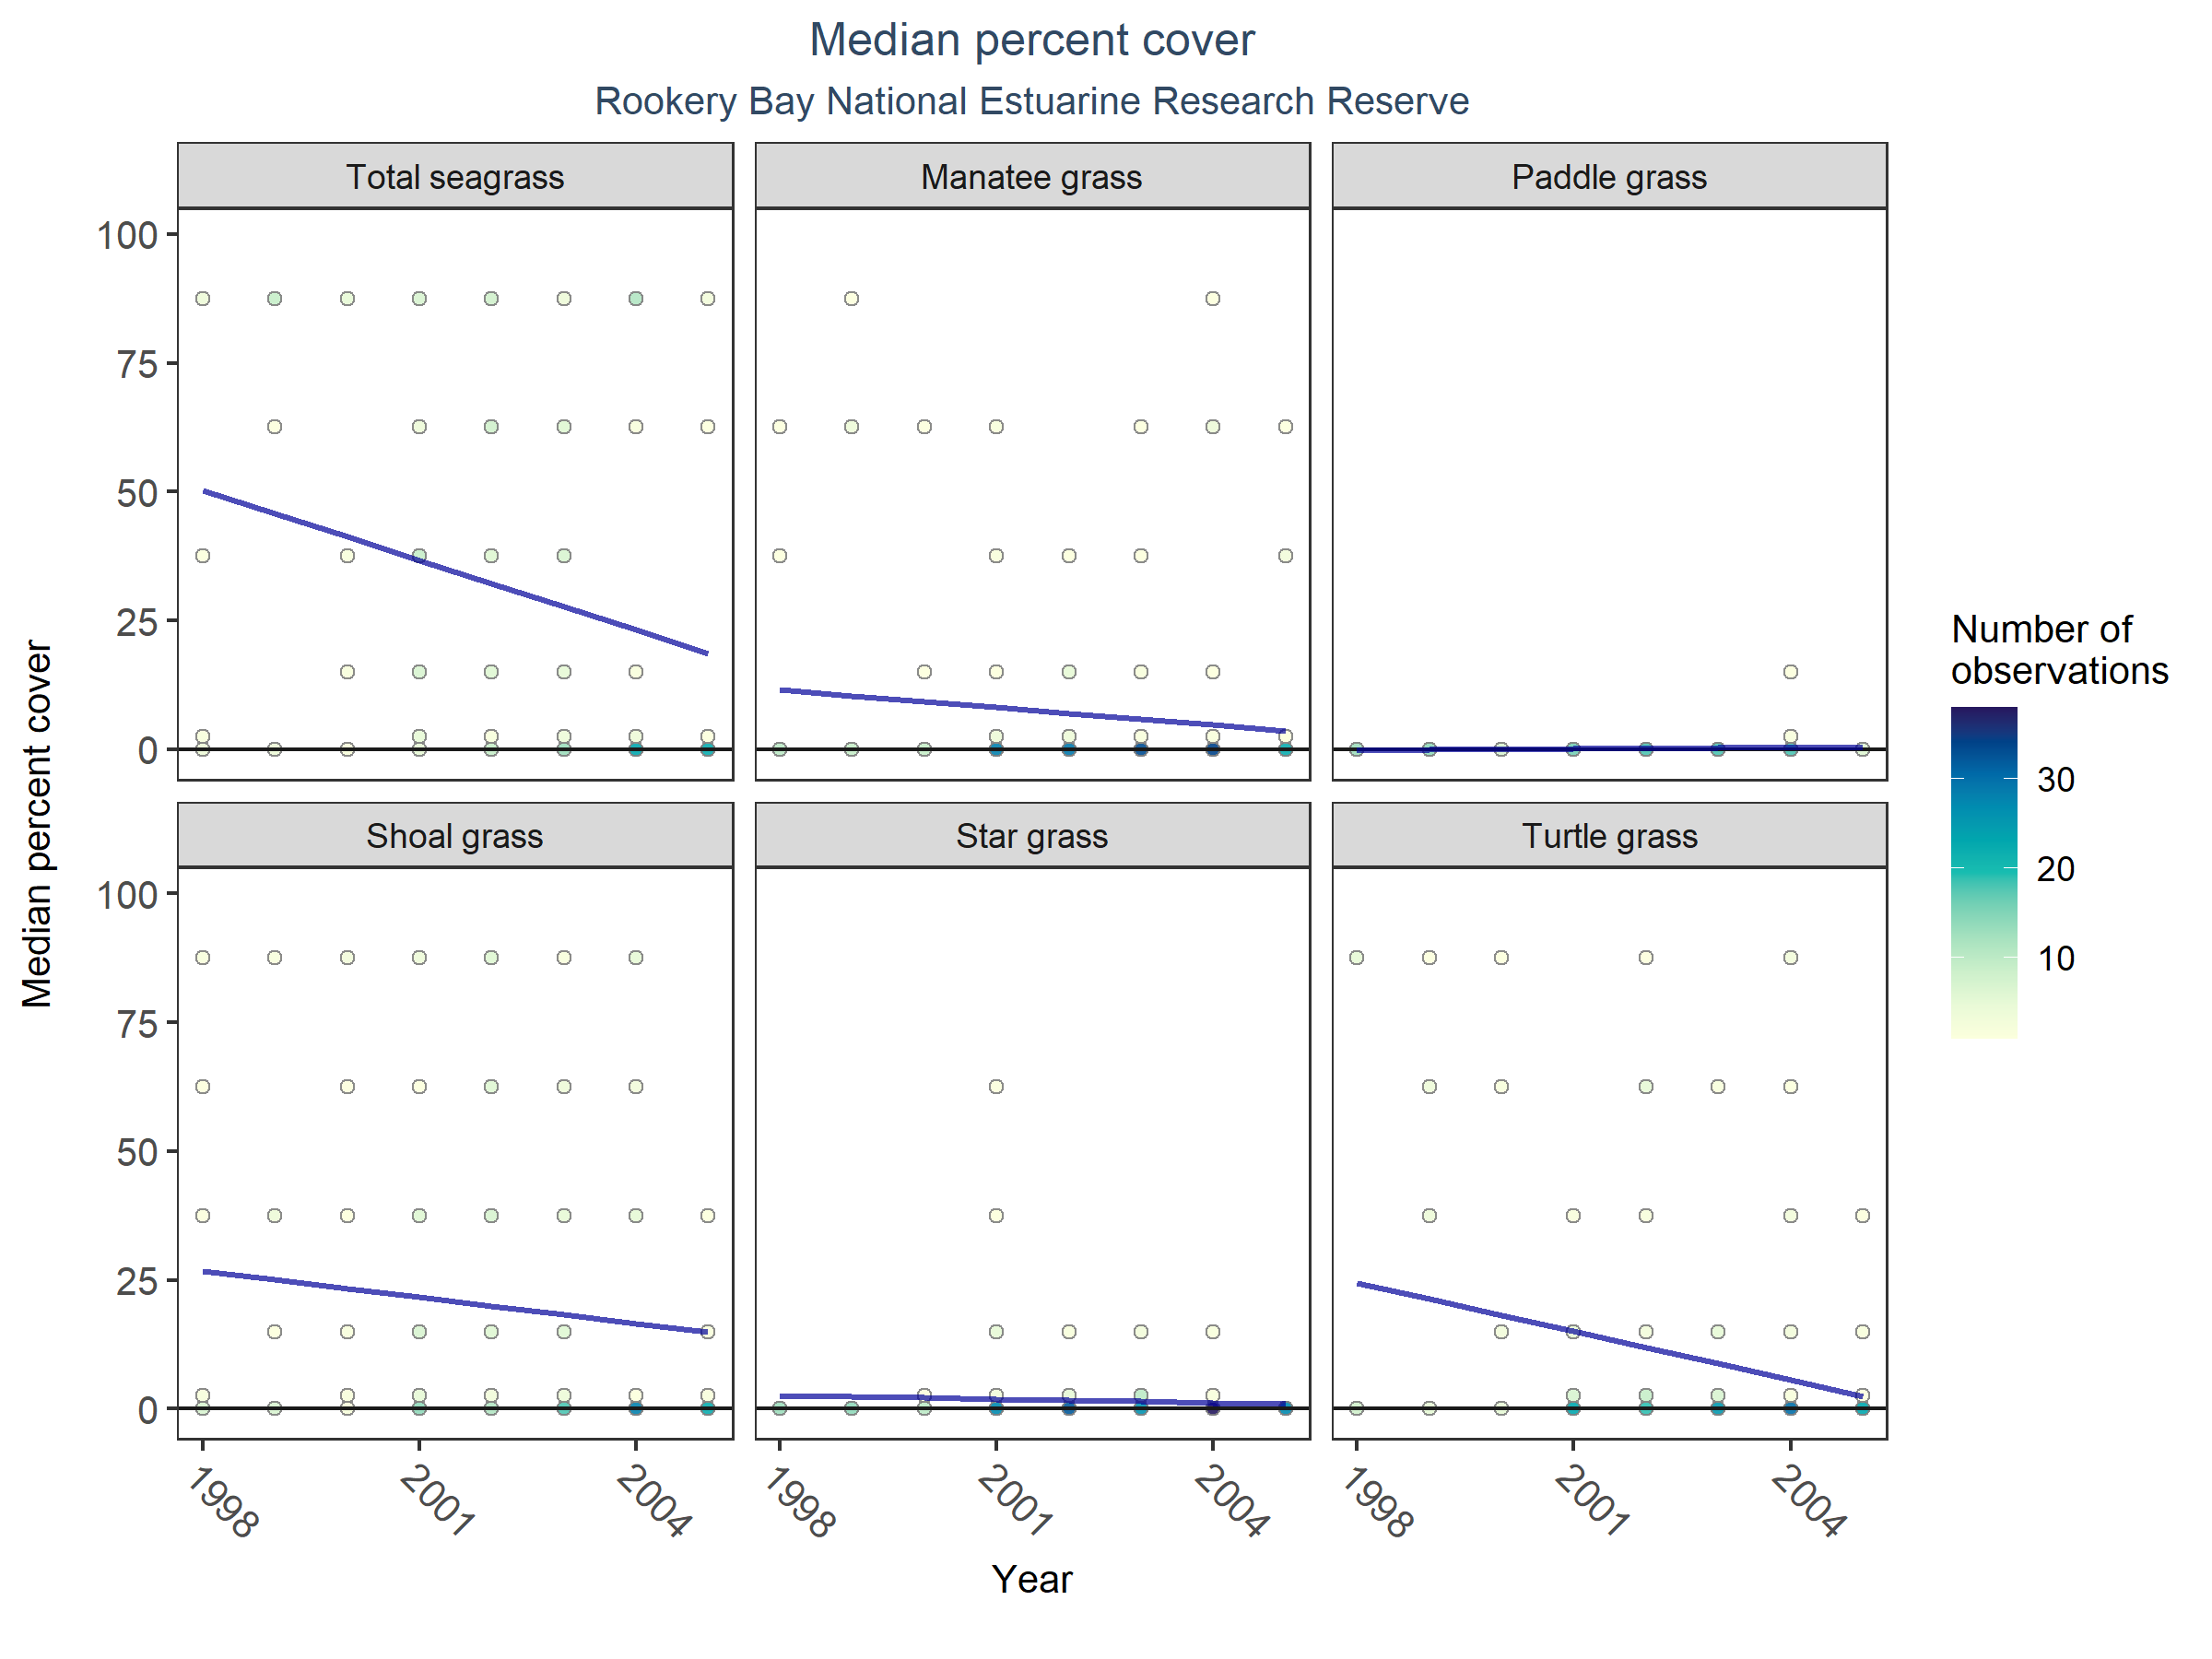 Median percent cover
Rookery Bay National Estuarine Research Reserve
Total seagrass
Manatee grass
Paddle grass
100
75
50
25
0
Shoal grass
Star grass
Turtle grass
100
75
50
25
0
1998
2001
2004
1998
2001
2004
1998
2001
2004
Year
Median percent cover
Number of
observations
30
20
10